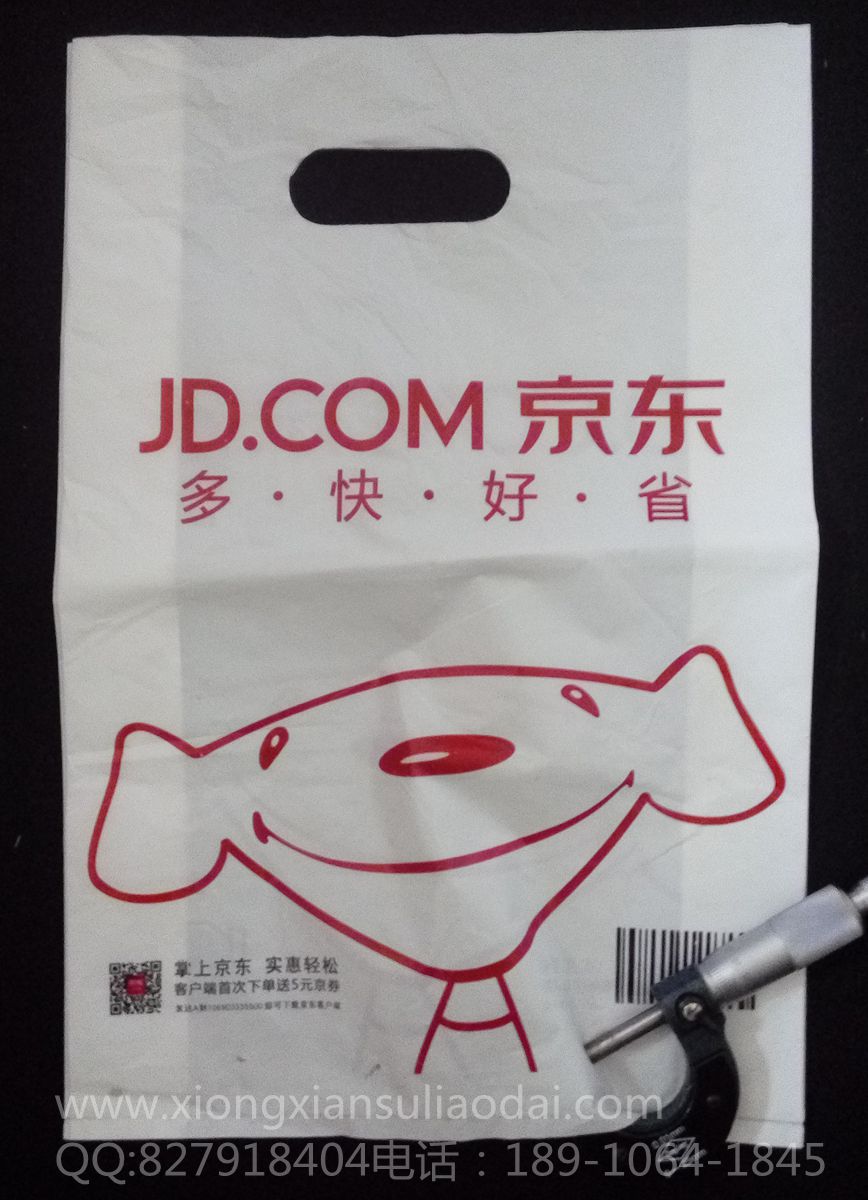 JD.COM 京东
多·快·好·省
掌上京东 实惠轻松
客户端首次下单送5元京券
www.xiongxiansuliaodai.com
QQ:827918404电话：189-1064-1845